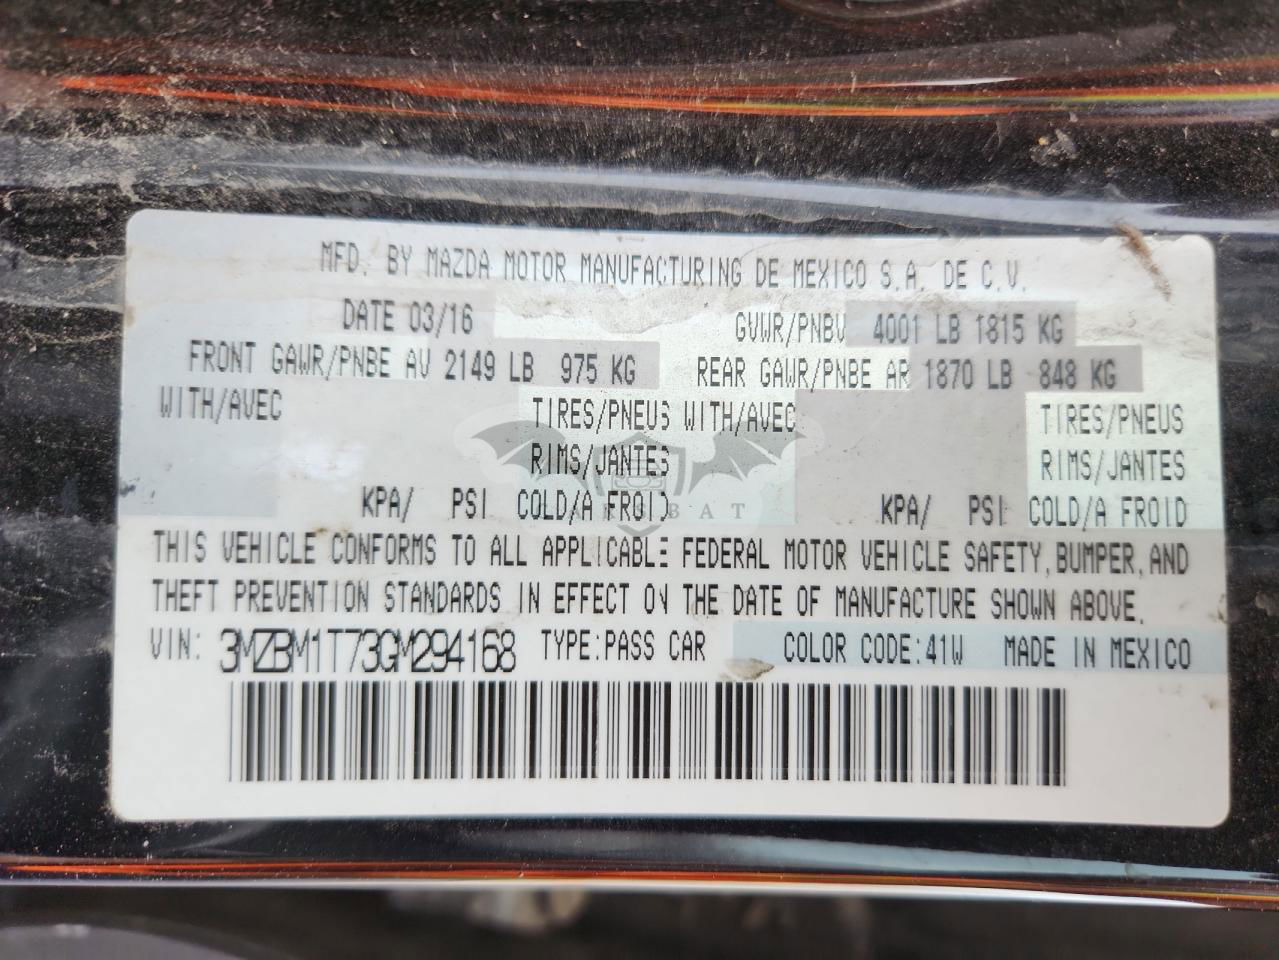 MFD. BY MAZDA MOTOR MANUFACTURING DE MEXICO S.A. DE C.V.
DATE 03/16 GVWR/PNBV 4001 LB 1815 KG
FRONT GAWR/PNBE AV 2149 LB 975 KG REAR GAWR/PNBE AR 1870 LB 848 KG
WITH/AVEC TIRES/PNEUS WITH/AVEC TIRES/PNEUS
RIMS/JANTES RIMS/JANTES
KPA/ PSI COLD/A FROID KPA/ PSI COLD/A FROID
THIS VEHICLE CONFORMS TO ALL APPLICABLE FEDERAL MOTOR VEHICLE SAFETY, BUMPER, AND
THEFT PREVENTION STANDARDS IN EFFECT ON THE DATE OF MANUFACTURE SHOWN ABOVE.
VIN: 3MZBM1T73GM294168 TYPE:PASS CAR COLOR CODE:41W MADE IN MEXICO